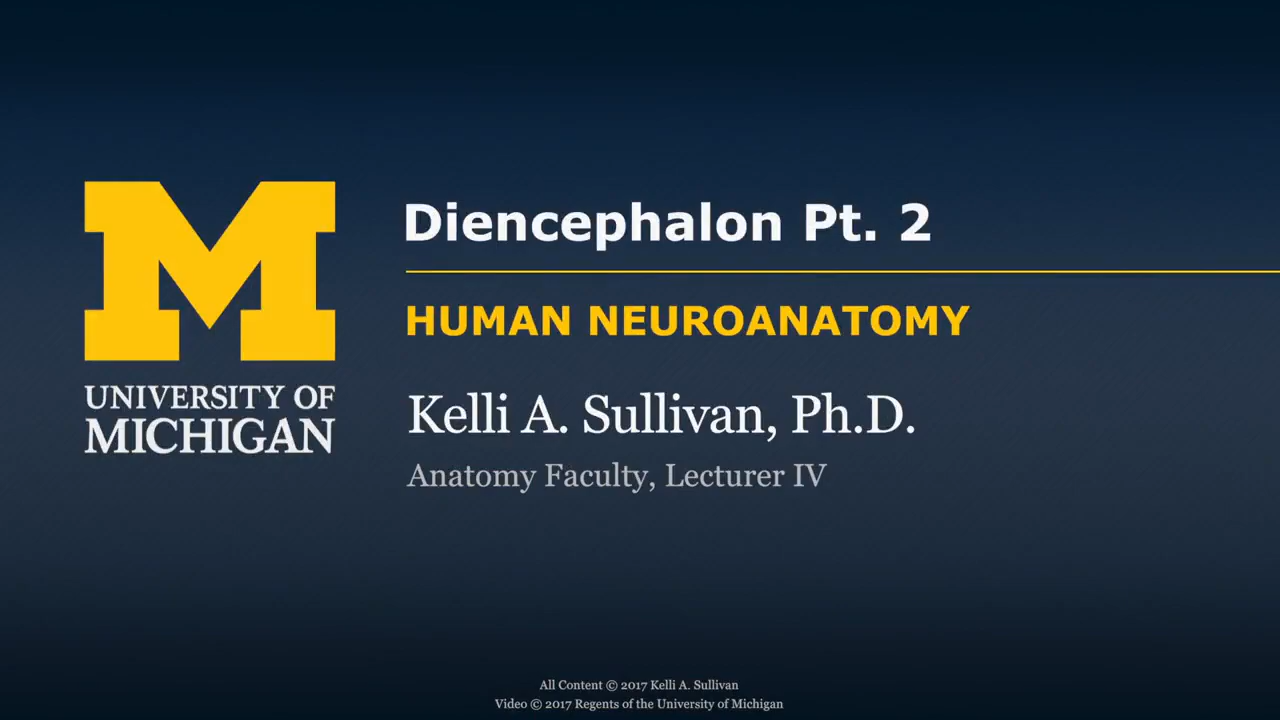 Diencephalon Pt. 2
HUMAN NEUROANATOMY
Kelli A. Sullivan, Ph.D.
Anatomy Faculty, Lecturer IV
M
UNIVERSITY OF
MICHIGAN
All Content © 2017 Kelli A. Sullivan
Video © 2017 Regents of the University of Michigan